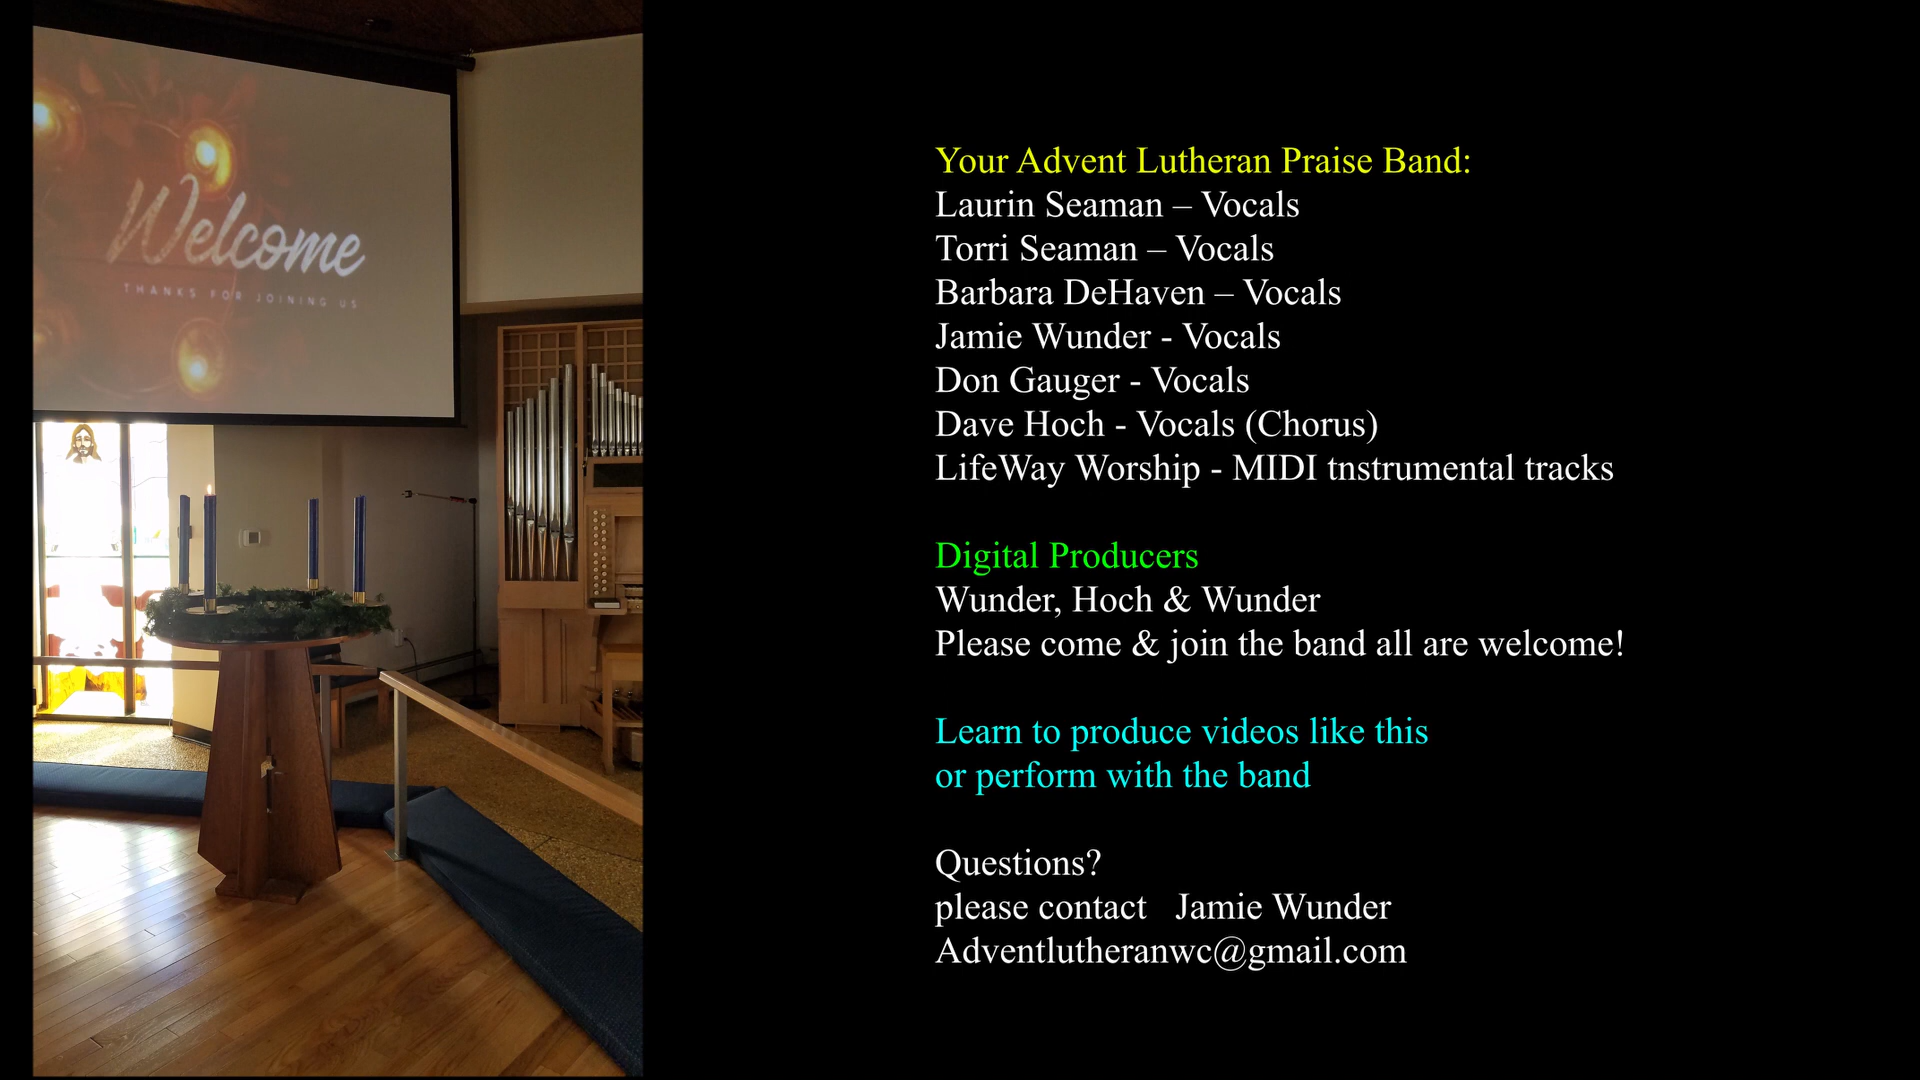 Welcome
THANKS FOR JOINING US
Your Advent Lutheran Praise Band:
Laurin Seaman – Vocals
Torri Seaman – Vocals
Barbara DeHaven – Vocals
Jamie Wunder - Vocals
Don Gauger - Vocals
Dave Hoch - Vocals (Chorus)
LifeWay Worship - MIDI tnstrumental tracks
Digital Producers
Wunder, Hoch & Wunder
Please come & join the band all are welcome!
Learn to produce videos like this
or perform with the band
Questions?
please contact   Jamie Wunder
Adventlutheranwc@gmail.com